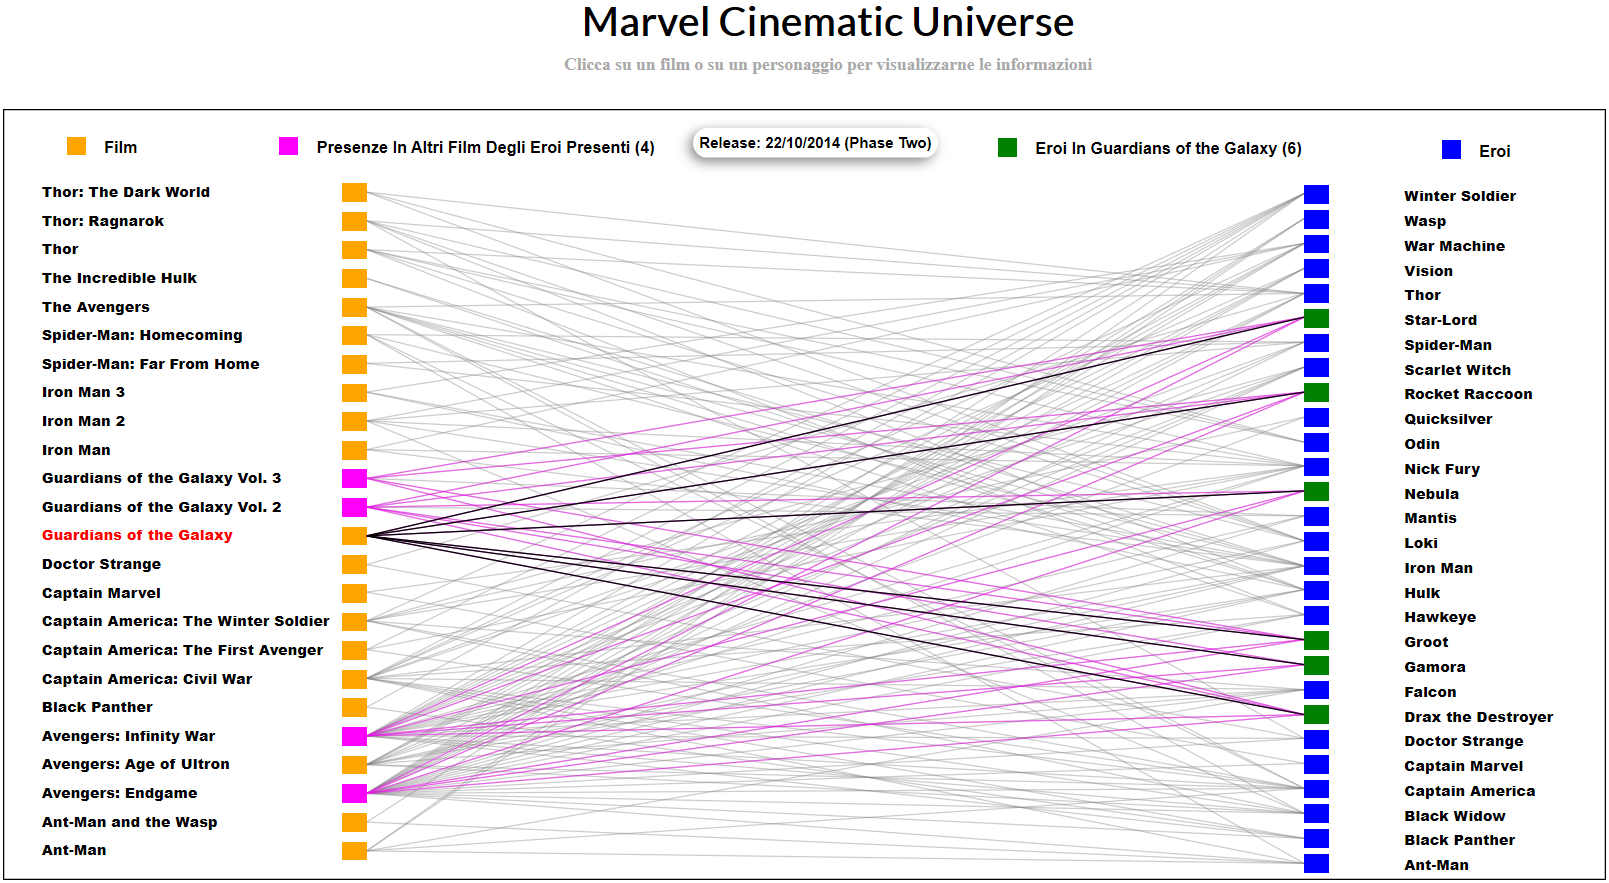 Marvel Cinematic Universe
Clicca su un film o su un personaggio per visualizzarne le informazioni
Film
Presenze In Altri Film Degli Eroi Presenti (4)
Release: 22/10/2014 (Phase Two)
Eroi In Guardians of the Galaxy (6)
Eroi
Thor: The Dark World
Thor: Ragnarok
Thor
The Incredible Hulk
The Avengers
Spider-Man: Homecoming
Spider-Man: Far From Home
Iron Man 3
Iron Man 2
Iron Man
Guardians of the Galaxy Vol. 3
Guardians of the Galaxy Vol. 2
Guardians of the Galaxy
Doctor Strange
Captain Marvel
Captain America: The Winter Soldier
Captain America: The First Avenger
Captain America: Civil War
Black Panther
Avengers: Infinity War
Avengers: Age of Ultron
Avengers: Endgame
Ant-Man and the Wasp
Ant-Man
Winter Soldier
Wasp
War Machine
Vision
Thor
Star-Lord
Spider-Man
Scarlet Witch
Rocket Raccoon
Quicksilver
Odin
Nick Fury
Nebula
Mantis
Loki
Iron Man
Hulk
Hawkeye
Groot
Gamora
Falcon
Drax the Destroyer
Doctor Strange
Captain Marvel
Captain America
Black Widow
Black Panther
Ant-Man